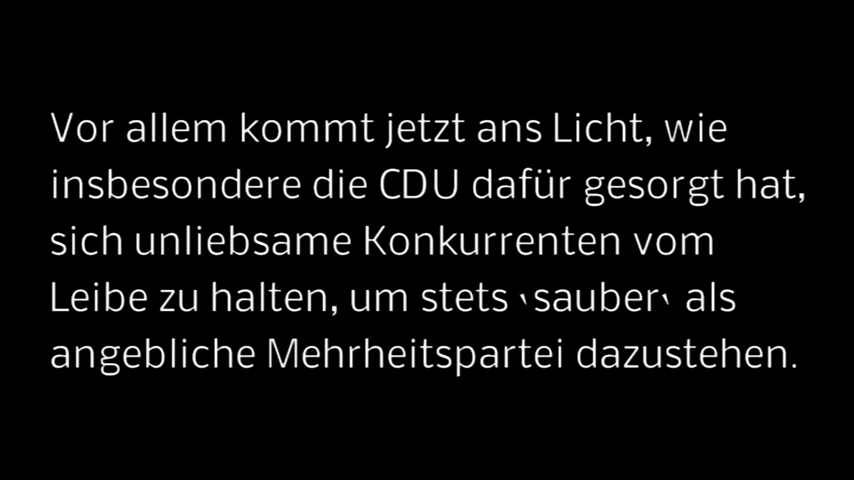 Vor allem kommt jetzt ans Licht, wie
insbesondere die CDU dafür gesorgt hat,
sich unliebsame Konkurrenten vom
Leibe zu halten, um stets ‛sauber‛ als
angebliche Mehrheitspartei dazustehen.